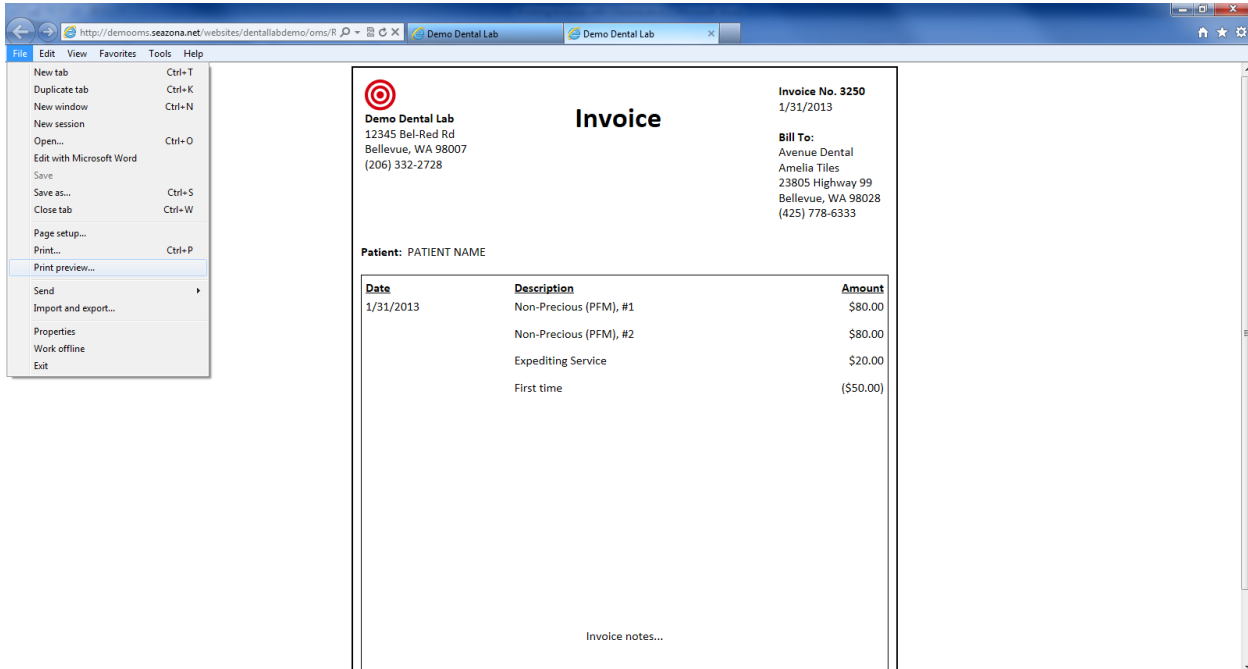 http://demooms.seazona.net/websites/dentallabdemo/oms/R
Demo Dental Lab
Demo Dental Lab
File Edit View Favorites Tools Help
New tab Ctrl+T
Duplicate tab Ctrl+K
New window Ctrl+N
New session
Open... Ctrl+O
Edit with Microsoft Word
Save
Save as... Ctrl+S
Close tab Ctrl+W
Page setup...
Print... Ctrl+P
Print preview...
Send
Import and export...
Properties
Work offline
Exit
Demo Dental Lab
12345 Bel-Red Rd
Bellevue, WA 98007
(206) 332-2728
Invoice
Invoice No. 3250
1/31/2013
Bill To:
Avenue Dental
Amelia Tiles
23805 Highway 99
Bellevue, WA 98028
(425) 778-6333
Patient: PATIENT NAME
Date Description Amount
1/31/2013 Non-Precious (PFM), #1 $80.00
Non-Precious (PFM), #2 $80.00
Expediting Service $20.00
First time ($50.00)
Invoice notes...